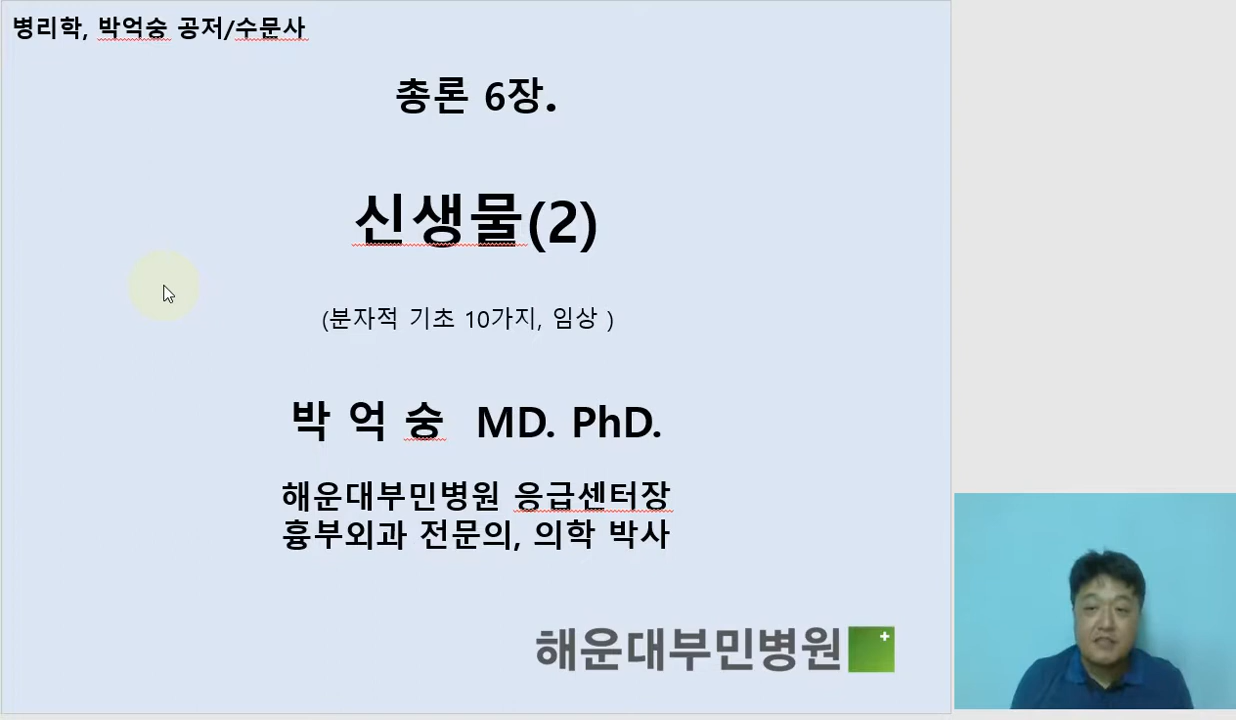 병리학, 박억숭 공저/수문사
총론 6장.
신생물(2)
(분자적 기초 10가지, 임상 )
박 억 숭 MD. PhD.
해운대부민병원 응급센터장
흉부외과 전문의, 의학 박사
해운대부민병원